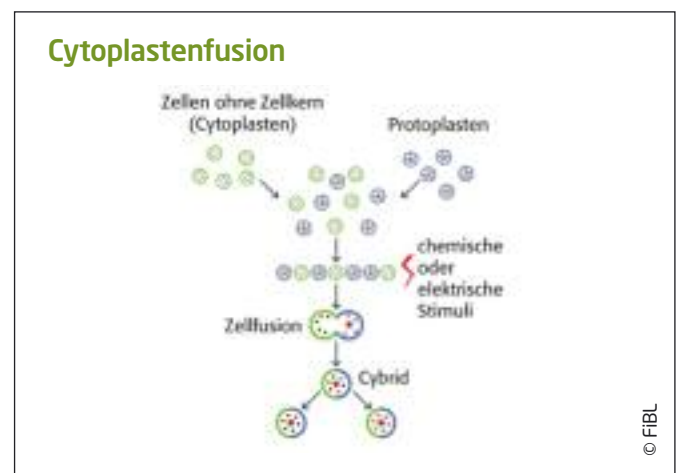 Cytoplastenfusion
Zellen ohne Zellkern
(Cytoplasten)
Protoplasten
chemische
oder
elektrische
Stimuli
Zellfusion
Cybrid
© FiBL